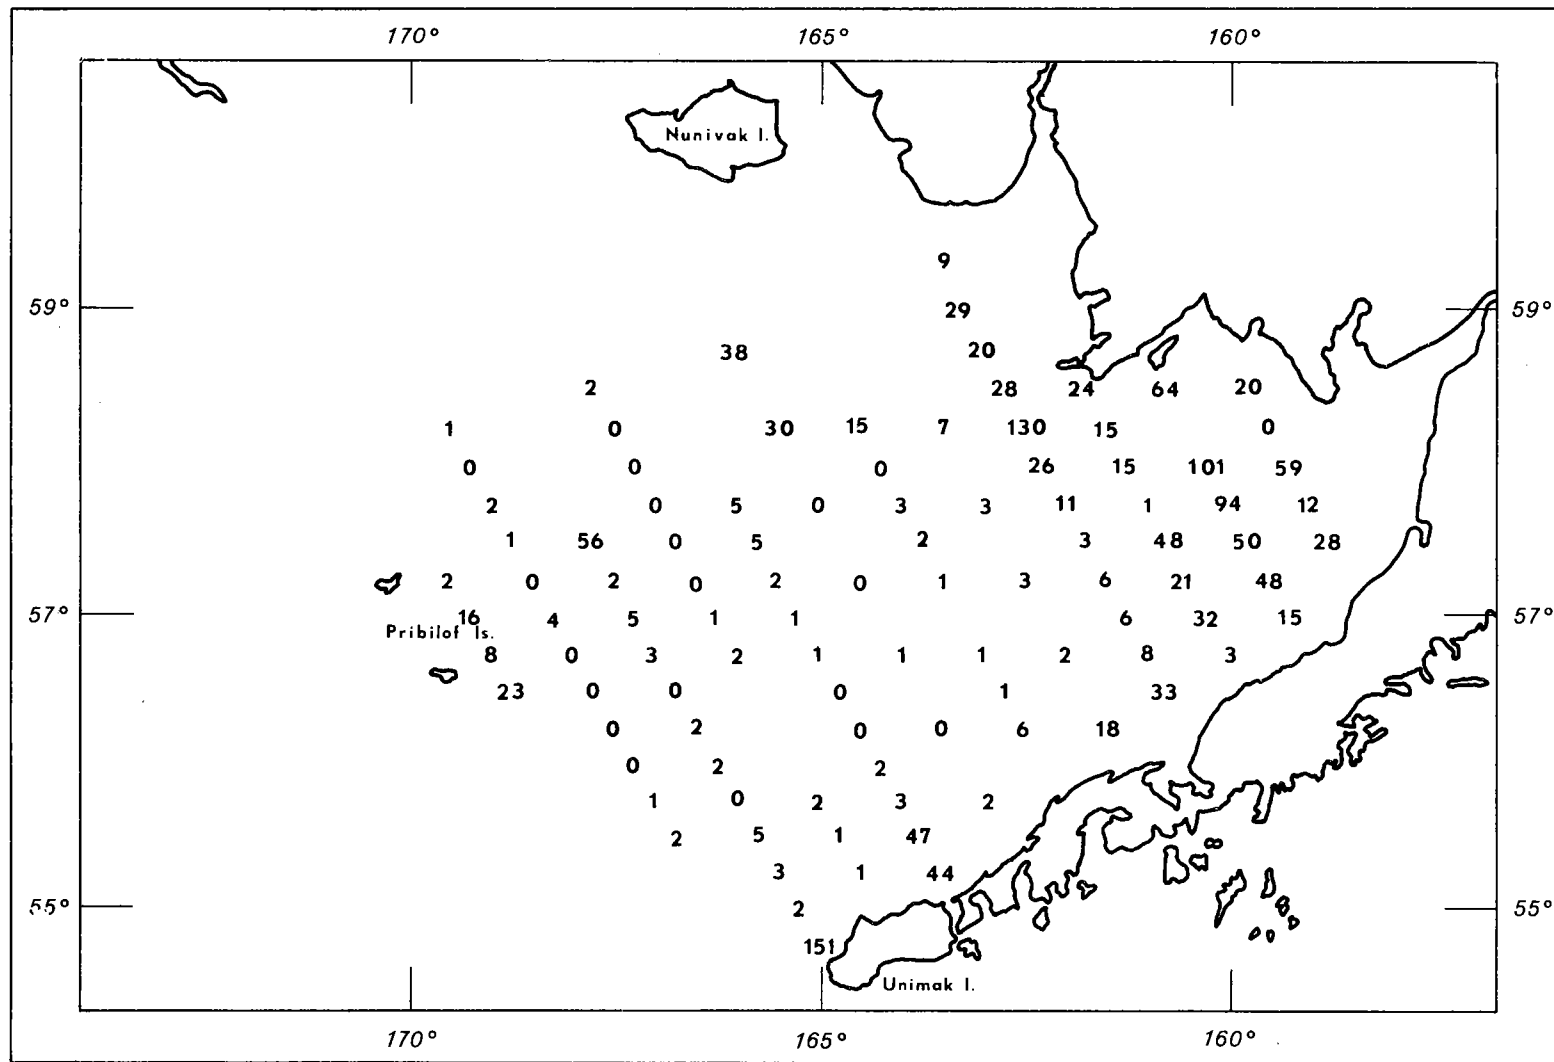 170° 165° 160°
Nunivak I.
9
59° 29 59°
38 20
2 28 24 64 20
1 0 30 15 7 130 15 0
0 0 0 26 15 101 59
2 0 5 0 3 3 11 1 94 12
1 56 0 5 2 3 48 50 28
2 0 2 0 2 0 1 3 6 21 48
57° 16 4 5 1 1 6 32 15 57°
Pribilof Is.
8 0 3 2 1 1 1 2 8 3
23 0 0 0 1 33
0 2 0 0 6 18
0 2 2
1 0 2 3 2
2 5 1 47
3 1 44
55° 2 55°
151
Unimak I.
170° 165° 160°